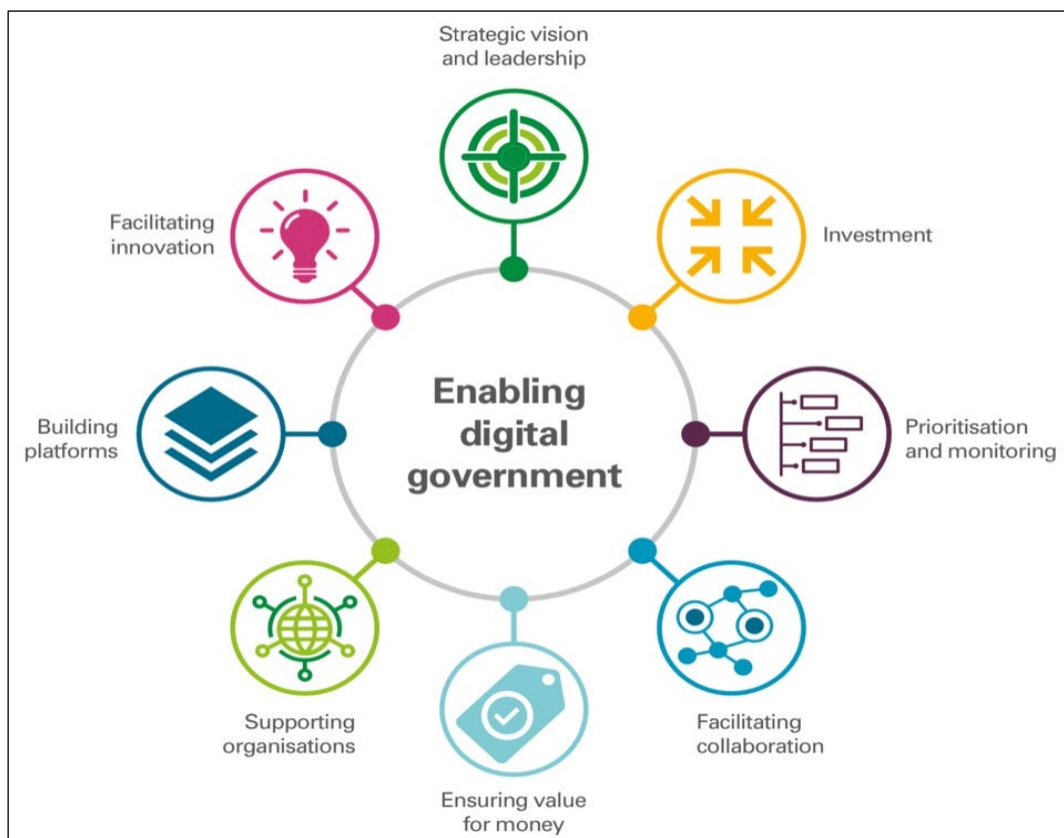 Strategic vision
and leadership
Facilitating
innovation
Investment
Enabling
digital
government
Building
platforms
Prioritisation
and monitoring
Supporting
organisations
Facilitating
collaboration
Ensuring value
for money